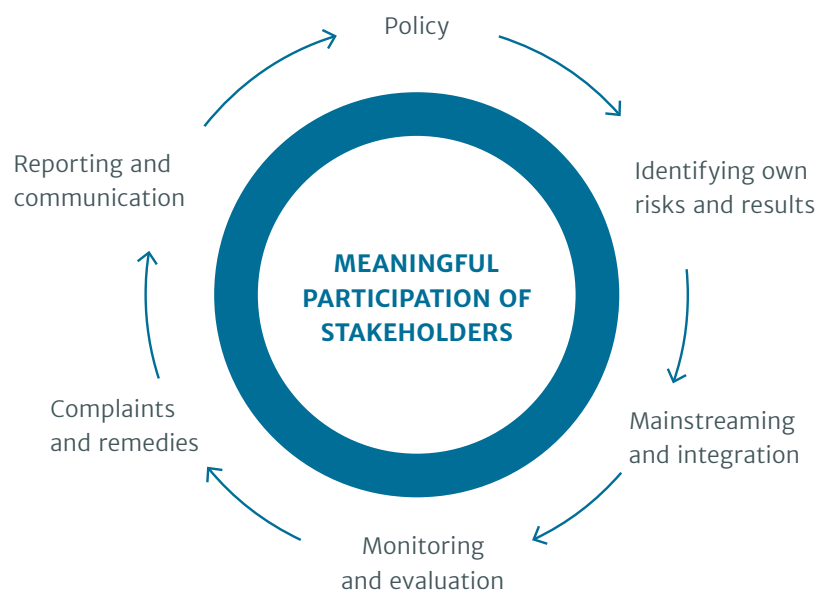 Policy
Identifying own
risks and results
Mainstreaming
and integration
Monitoring
and evaluation
Complaints
and remedies
Reporting and
communication
MEANINGFUL
PARTICIPATION OF
STAKEHOLDERS